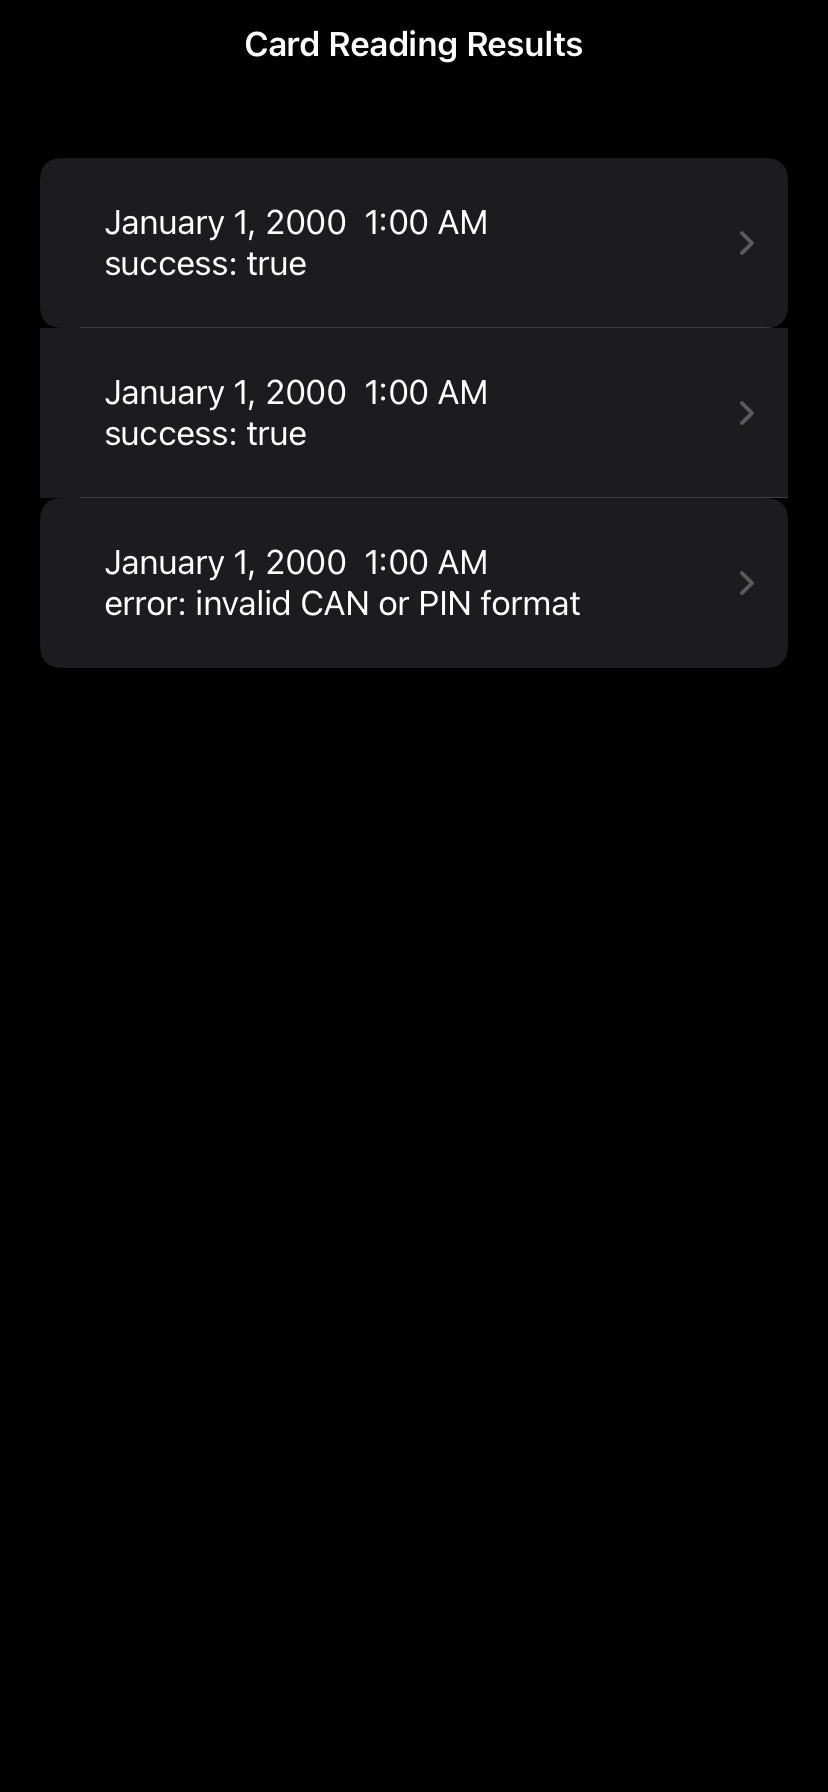 Card Reading Results
January 1, 2000  1:00 AM
success: true
January 1, 2000  1:00 AM
success: true
January 1, 2000  1:00 AM
error: invalid CAN or PIN format